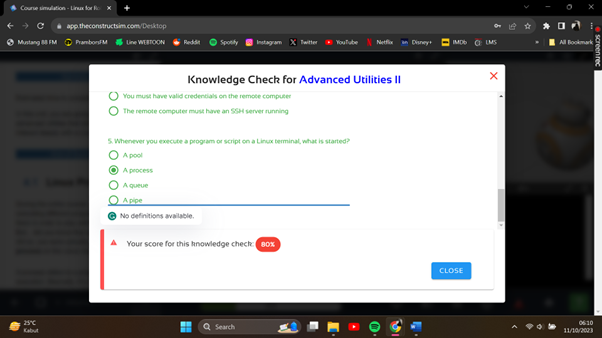 Course simulation - Linux for Ro
app.theconstructsim.com/Desktop
Mustang 88 FM
PramborsFM
Line WEBTOON
Reddit
Spotify
Instagram
Twitter
YouTube
Netflix
Disney+
IMDb
LMS
»
All Bookmark
screenrec
Knowledge Check for Advanced Utilities II
You must have valid credentials on the remote computer
The remote computer must have an SSH server running
5. Whenever you execute a program or script on a Linux terminal, what is started?
A pool
A process
A queue
A pipe
No definitions available.
Your score for this knowledge check: 80%
CLOSE
25°C
Kabut
Search
06:10
11/10/2023